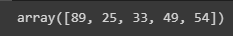 array([89, 25, 33, 49, 54])